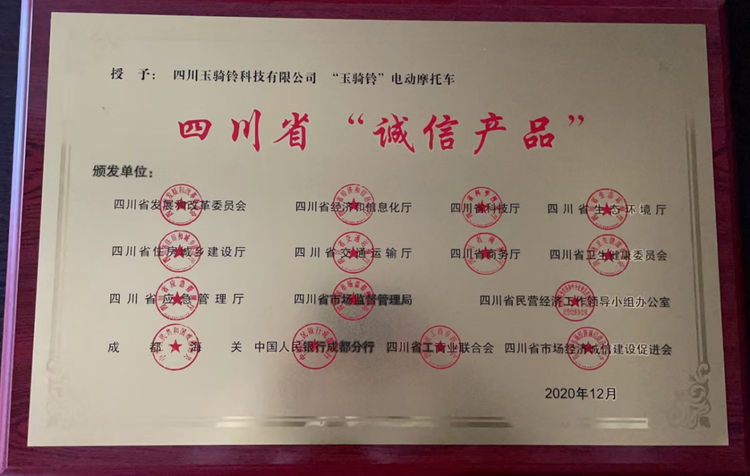 授 予： 四川玉骑铃科技有限公司 “玉骑铃”电动摩托车
四川省“诚信产品”
颁发单位：
四川省发展和改革委员会 四川省经济和信息化厅 四川省科技厅 四川省生态环境厅
四川省住房城乡建设厅 四川省交通运输厅 四川省商务厅 四川省卫生健康委员会
四川省应急管理厅 四川省市场监督管理局 四川省民营经济工作领导小组办公室
成都海关 中国人民银行成都分行 四川省工商业联合会 四川省市场经济诚信建设促进会
2020年12月